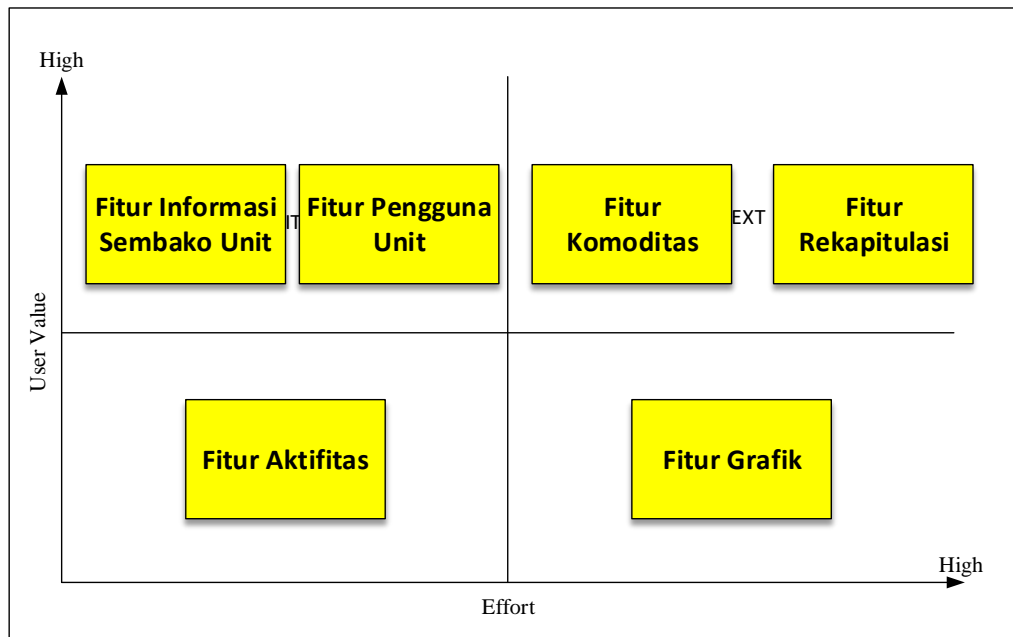 High
Fitur Informasi
Sembako Unit
IT
Fitur Pengguna
Unit
Fitur
Komoditas
EXT
Fitur
Rekapitulasi
User Value
Fitur Aktifitas
Fitur Grafik
High
Effort